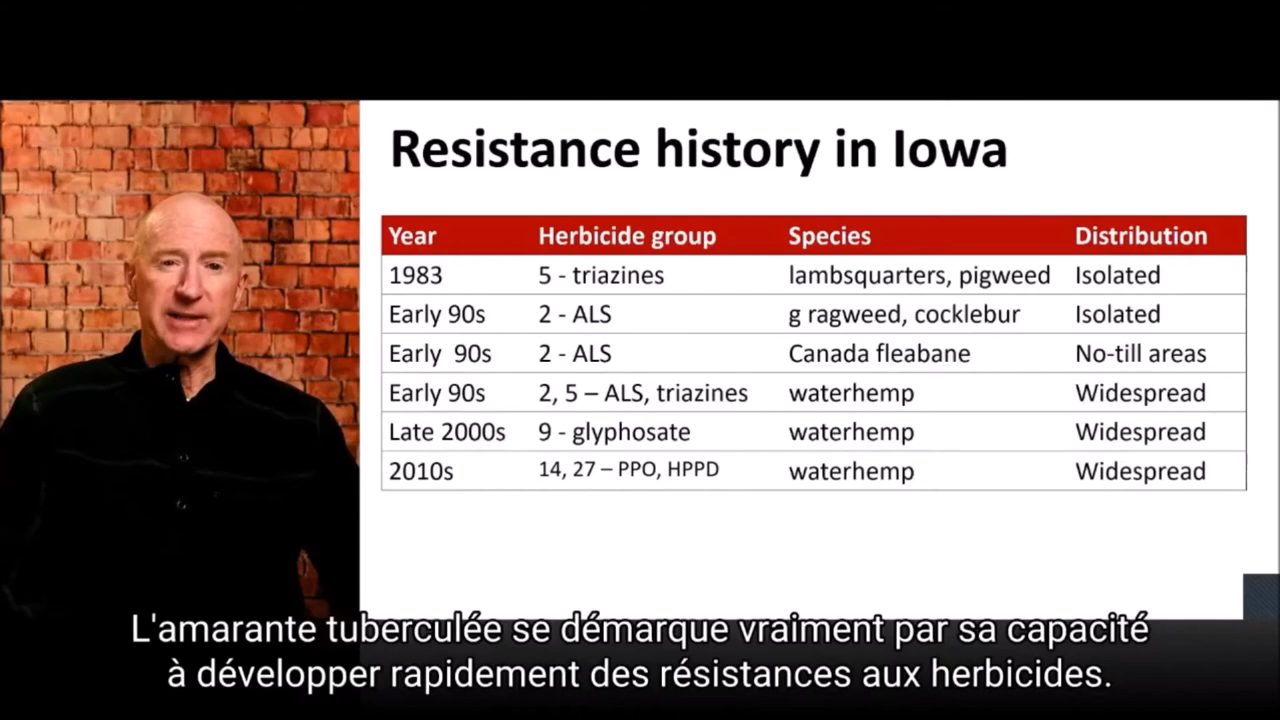 Resistance history in Iowa
Year Herbicide group Species Distribution
1983 5 - triazines lambsquarters, pigweed Isolated
Early 90s 2 - ALS g ragweed, cocklebur Isolated
Early 90s 2 - ALS Canada fleabane No-till areas
Early 90s 2, 5 – ALS, triazines waterhemp Widespread
Late 2000s 9 - glyphosate waterhemp Widespread
2010s 14, 27 – PPO, HPPD waterhemp Widespread
L'amarante tuberculée se démarque vraiment par sa capacité
à développer rapidement des résistances aux herbicides.